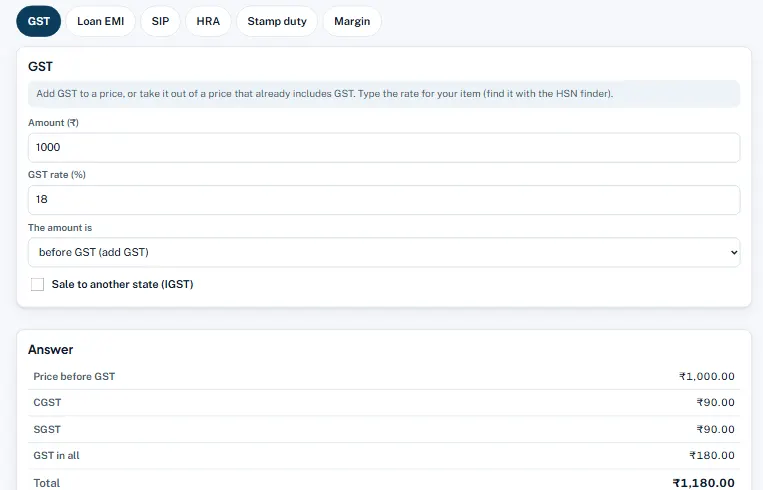 GST
Loan EMI
SIP
HRA
Stamp duty
Margin
GST
Add GST to a price, or take it out of a price that already includes GST. Type the rate for your item (find it with the HSN finder).
Amount (₹)
1000
GST rate (%)
18
The amount is
before GST (add GST)
Sale to another state (IGST)
Answer
Price before GST ₹1,000.00
CGST ₹90.00
SGST ₹90.00
GST in all ₹180.00
Total ₹1,180.00